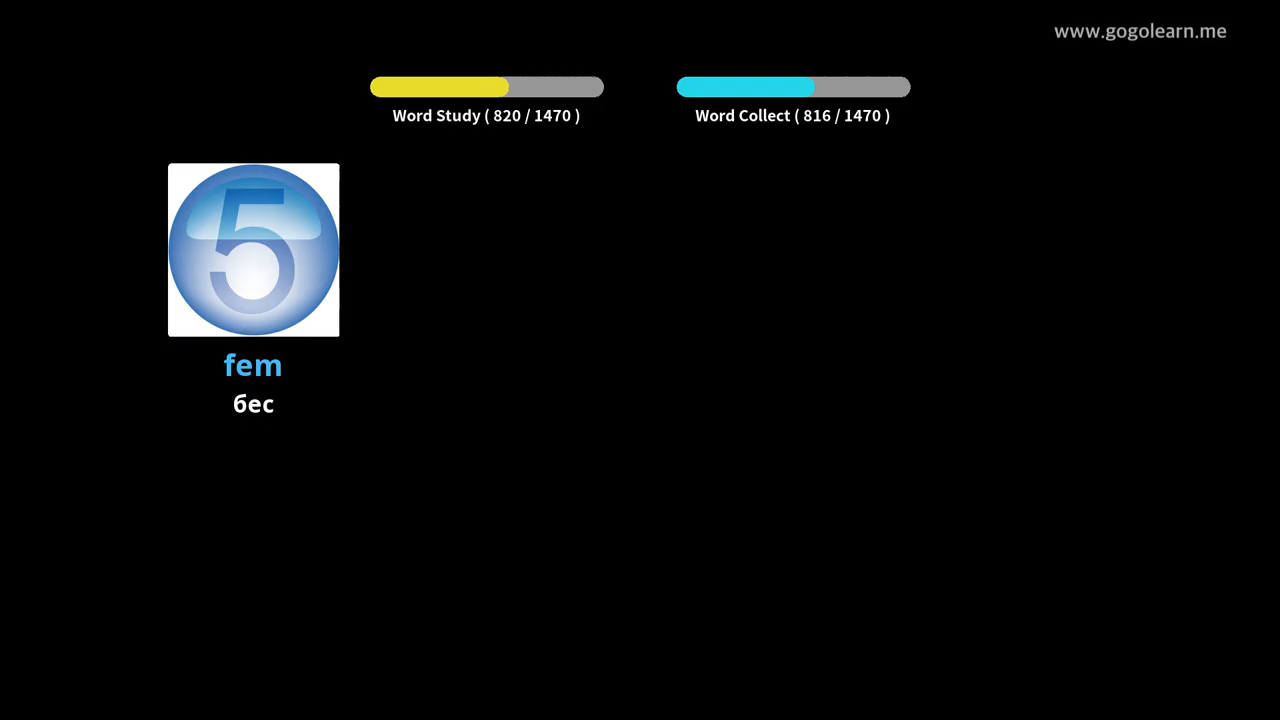 www.gogolearn.me
Word Study ( 820 / 1470 )
Word Collect ( 816 / 1470 )
5
fem
бес